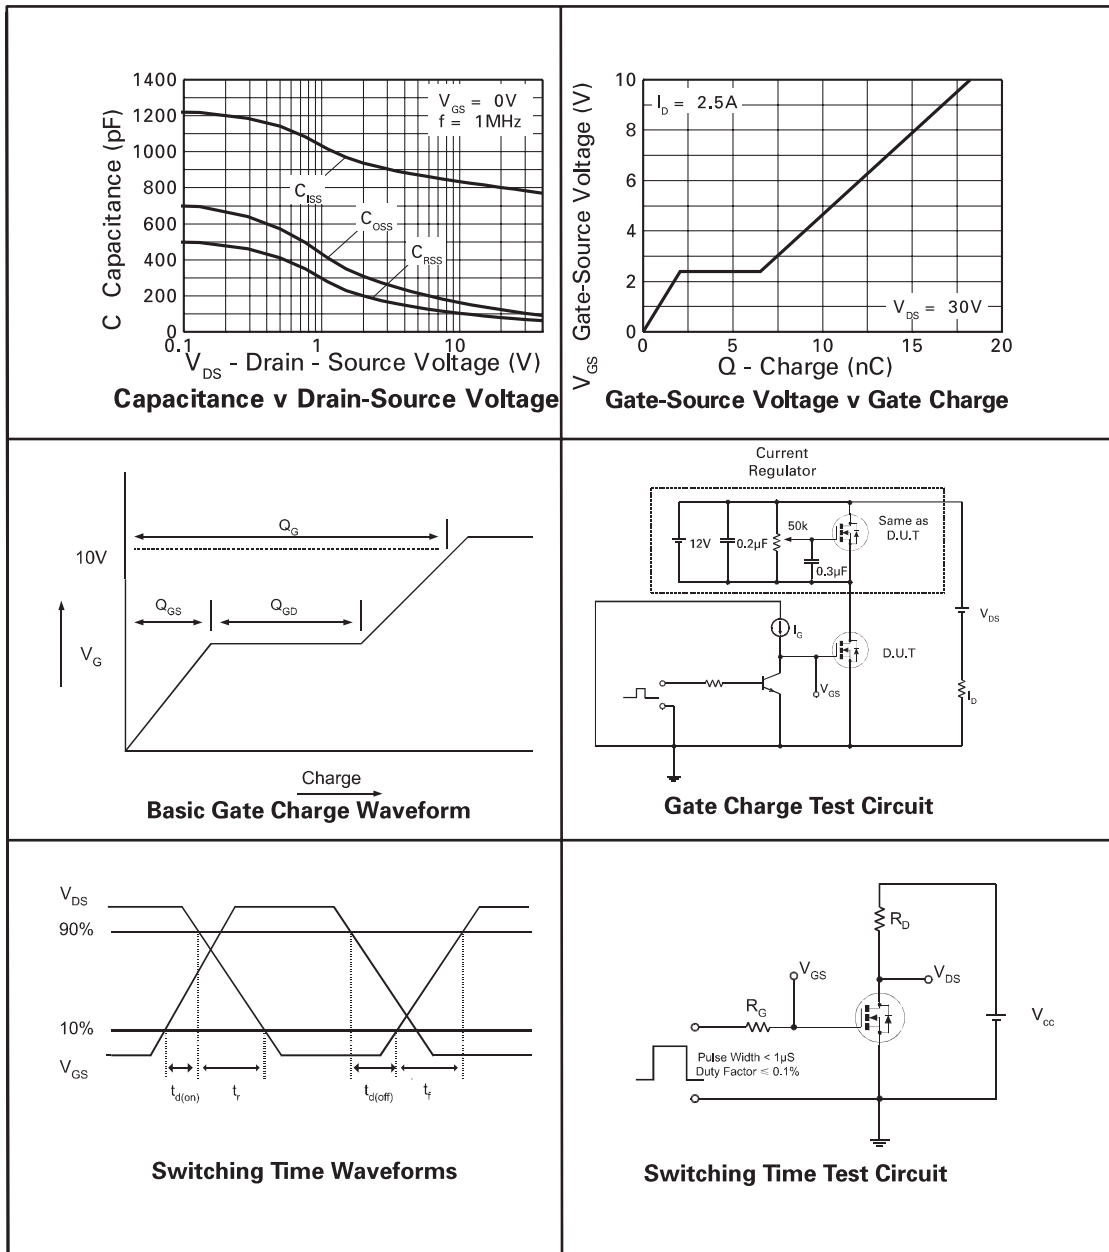 1400
1200
1000
800
600
400
200
0
0.1
1
10
C Capacitance (pF)
V_GS = 0V
f = 1MHz
C_ISS
C_OSS
C_RSS
V_DS - Drain - Source Voltage (V)
Capacitance v Drain-Source Voltage
10
8
6
4
2
0
0
5
10
15
20
V_GS Gate-Source Voltage (V)
I_D = 2.5A
V_DS = 30V
Q - Charge (nC)
Gate-Source Voltage v Gate Charge
10V
Q_G
Q_GS
Q_GD
V_G
Charge
Basic Gate Charge Waveform
Current
Regulator
12V
0.2µF
50k
0.3µF
Same as
D.U.T
I_G
V_GS
D.U.T
V_DS
I_D
Gate Charge Test Circuit
V_DS
90%
10%
V_GS
t_d(on)
t_r
t_d(off)
t_f
Switching Time Waveforms
R_D
V_GS
V_DS
R_G
V_cc
Pulse Width < 1µS
Duty Factor ≤ 0.1%
Switching Time Test Circuit